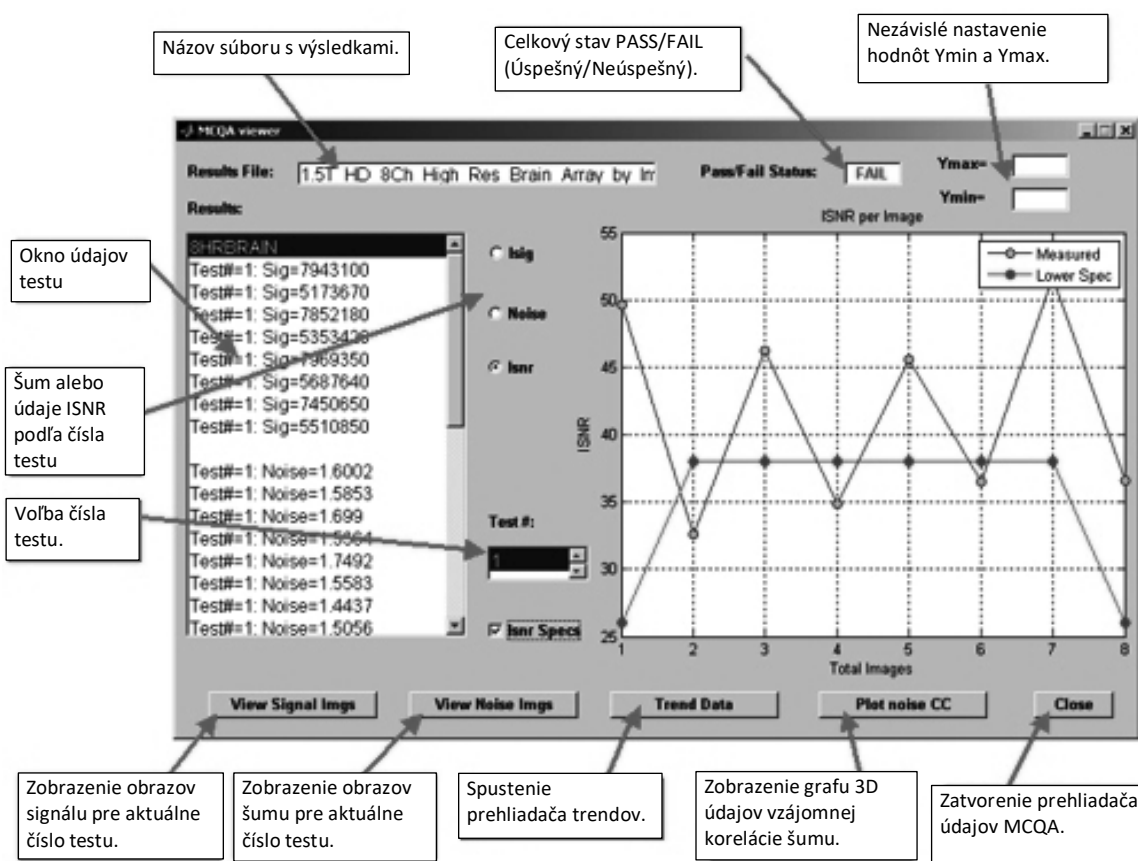 Názov súboru s výsledkami.
Celkový stav PASS/FAIL
(Úspešný/Neúspešný).
Nezávislé nastavenie
hodnôt Ymin a Ymax.
MCQA viewer
Results File:
1.5T HD 8Ch High Res Brain Array by Im
Pass/Fail Status:
FAIL
Ymax=
Ymin=
Results:
8HRBRAIN
Test#=1: Sig=7943100
Test#=1: Sig=5173670
Test#=1: Sig=7852180
Test#=1: Sig=5353420
Test#=1: Sig=7969350
Test#=1: Sig=5687640
Test#=1: Sig=7450650
Test#=1: Sig=5510850
Test#=1: Noise=1.6002
Test#=1: Noise=1.5853
Test#=1: Noise=1.699
Test#=1:
Test#=1: Noise=1.7492
Test#=1: Noise=1.5583
Test#=1: Noise=1.4437
Test#=1: Noise=1.5056
Isig
Noise
Isnr
Test #:
1
Isnr Specs
ISNR per Image
Measured
Lower Spec
ISNR
55
50
45
40
35
30
25
1 2 3 4 5 6 7 8
Total Images
View Signal Imgs
View Noise Imgs
Trend Data
Plot noise CC
Close
Okno údajov
testu
Šum alebo
údaje ISNR
podľa čísla
testu
Voľba čísla
testu.
Zobrazenie obrazov
signálu pre aktuálne
číslo testu.
Zobrazenie obrazov
šumu pre aktuálne
číslo testu.
Spustenie
prehliadača trendov.
Zobrazenie grafu 3D
údajov vzájomnej
korelácie šumu.
Zatvorenie prehliadača
údajov MCQA.